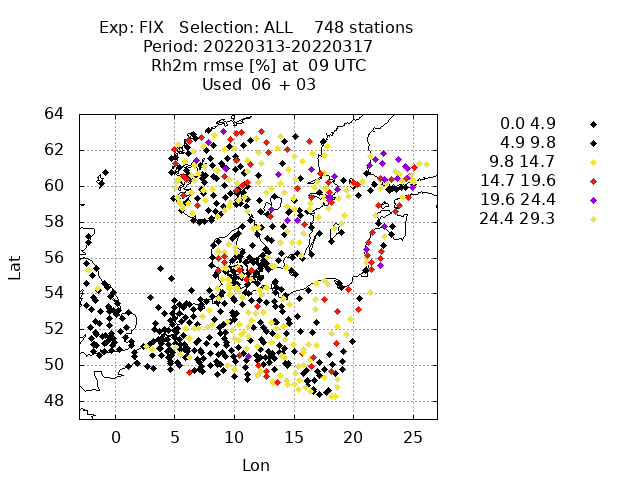 Exp: FIX Selection: ALL 748 stations
Period: 20220313-20220317
Rh2m rmse [%] at 09 UTC
Used 06 + 03
64
62
60
58
56
54
52
50
48
Lat
0 5 10 15 20 25
Lon
0.0 4.9
4.9 9.8
9.8 14.7
14.7 19.6
19.6 24.4
24.4 29.3